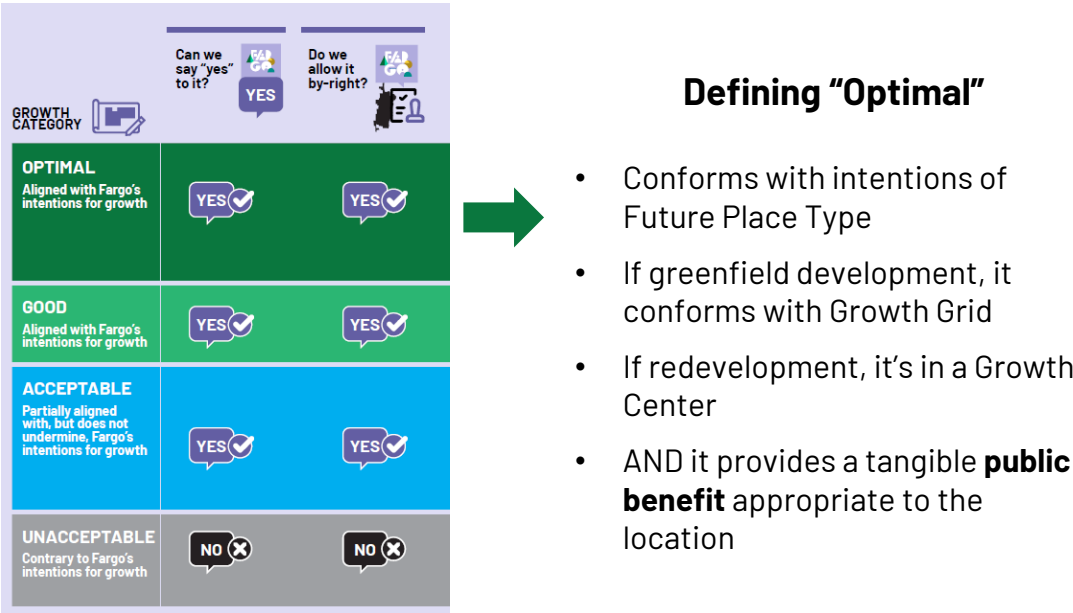 Can we
say “yes”
to it?
FARGO
YES
Do we
allow it
by-right?
FARGO
GROWTH
CATEGORY
OPTIMAL
Aligned with Fargo’s
intentions for growth
YES
YES
GOOD
Aligned with Fargo’s
intentions for growth
YES
YES
ACCEPTABLE
Partially aligned
with, but does not
undermine, Fargo’s
intentions for growth
YES
YES
UNACCEPTABLE
Contrary to Fargo’s
intentions for growth
NO
NO
Defining “Optimal”
• Conforms with intentions of
Future Place Type
• If greenfield development, it
conforms with Growth Grid
• If redevelopment, it’s in a Growth
Center
• AND it provides a tangible public
benefit appropriate to the
location